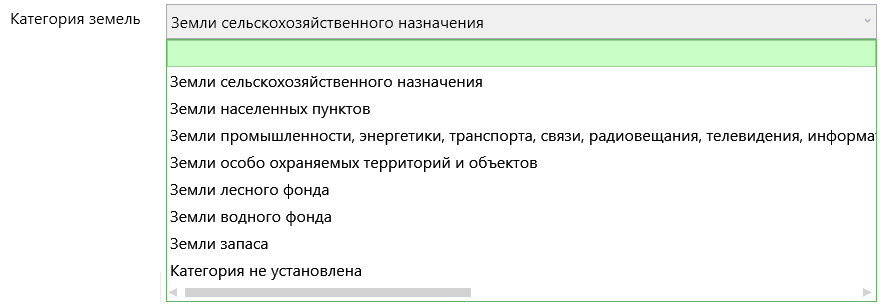 Категория земель
Земли сельскохозяйственного назначения
Земли сельскохозяйственного назначения
Земли населенных пунктов
Земли промышленности, энергетики, транспорта, связи, радиовещания, телевидения, информат
Земли особо охраняемых территорий и объектов
Земли лесного фонда
Земли водного фонда
Земли запаса
Категория не установлена